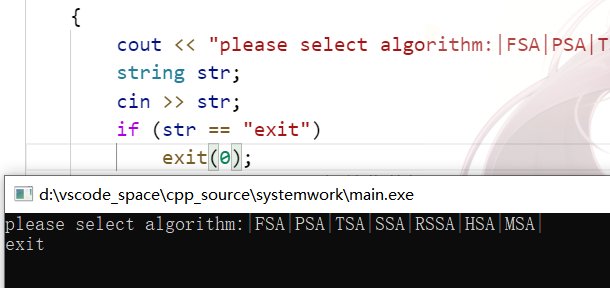 {
cout << "please select algorithm:|FSA|PSA|T
string str;
cin >> str;
if (str == "exit")
exit(0);
d:\vscode_space\cpp_source\systemwork\main.exe
please select algorithm:|FSA|PSA|TSA|SSA|RSSA|HSA|MSA|
exit